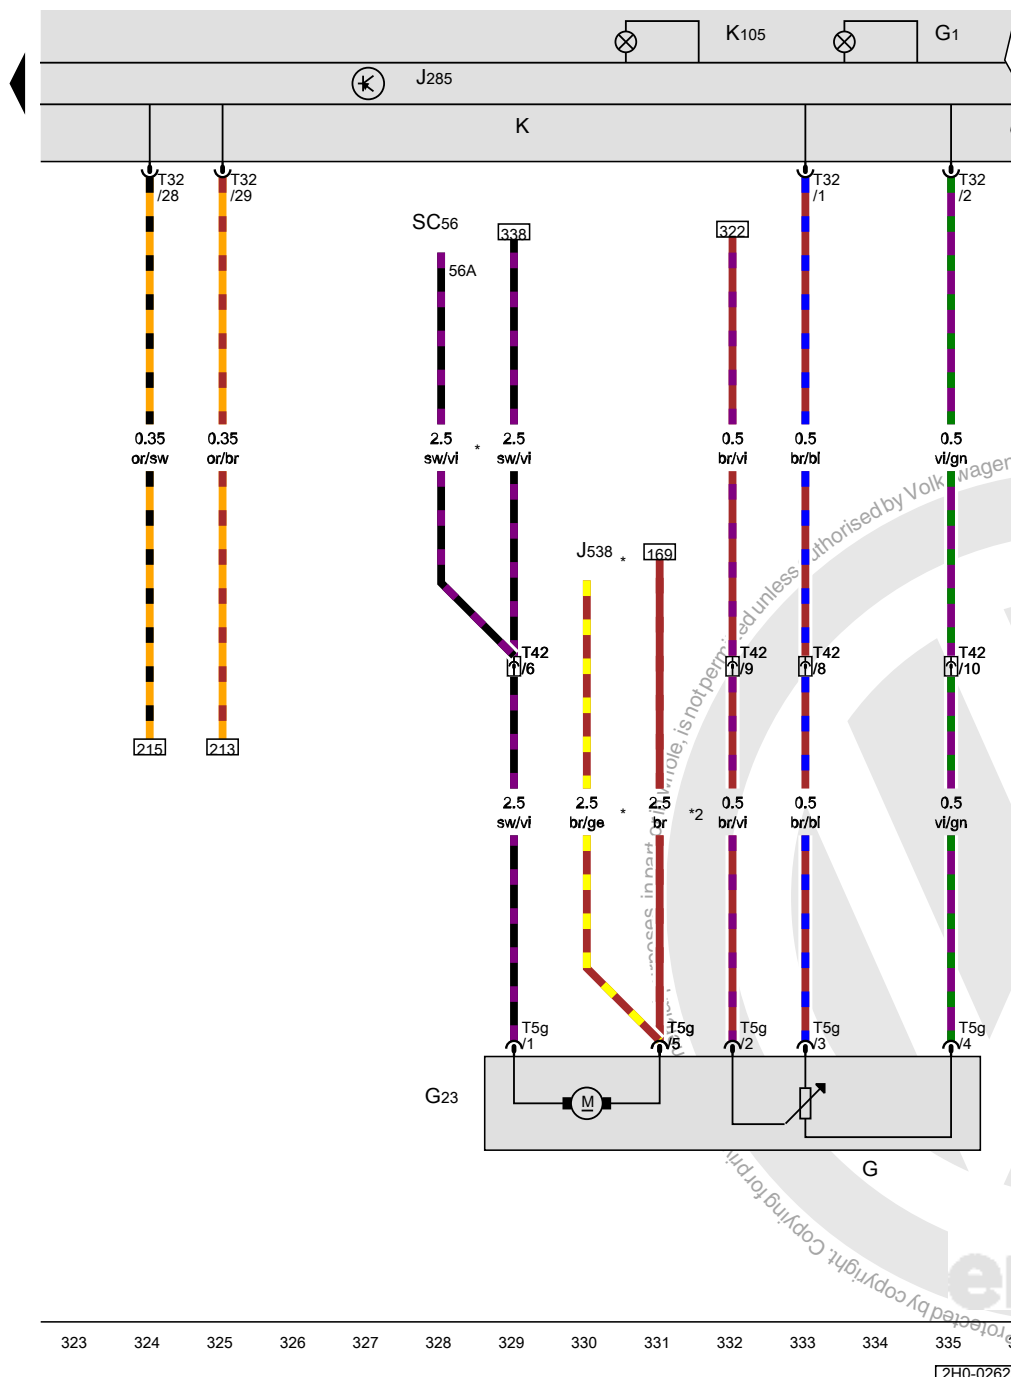 K105
G1
J285
K
T32
/28
T32
/29
T32
/1
T32
/2
SC56
56A
338
322
0.35
or/sw
0.35
or/br
2.5
sw/vi
*
2.5
sw/vi
0.5
br/vi
0.5
br/bl
0.5
vi/gn
J538
*
169
T42
/6
T42
/9
T42
/8
T42
/10
215
213
2.5
sw/vi
2.5
br/ge
*
2.5
br
*2
0.5
br/vi
0.5
br/bl
0.5
vi/gn
T5g
/1
T5g
/5
T5g
/2
T5g
/3
T5g
/4
G23
M
G
323 324 325 326 327 328 329 330 331 332 333 334 335
2H0-0262